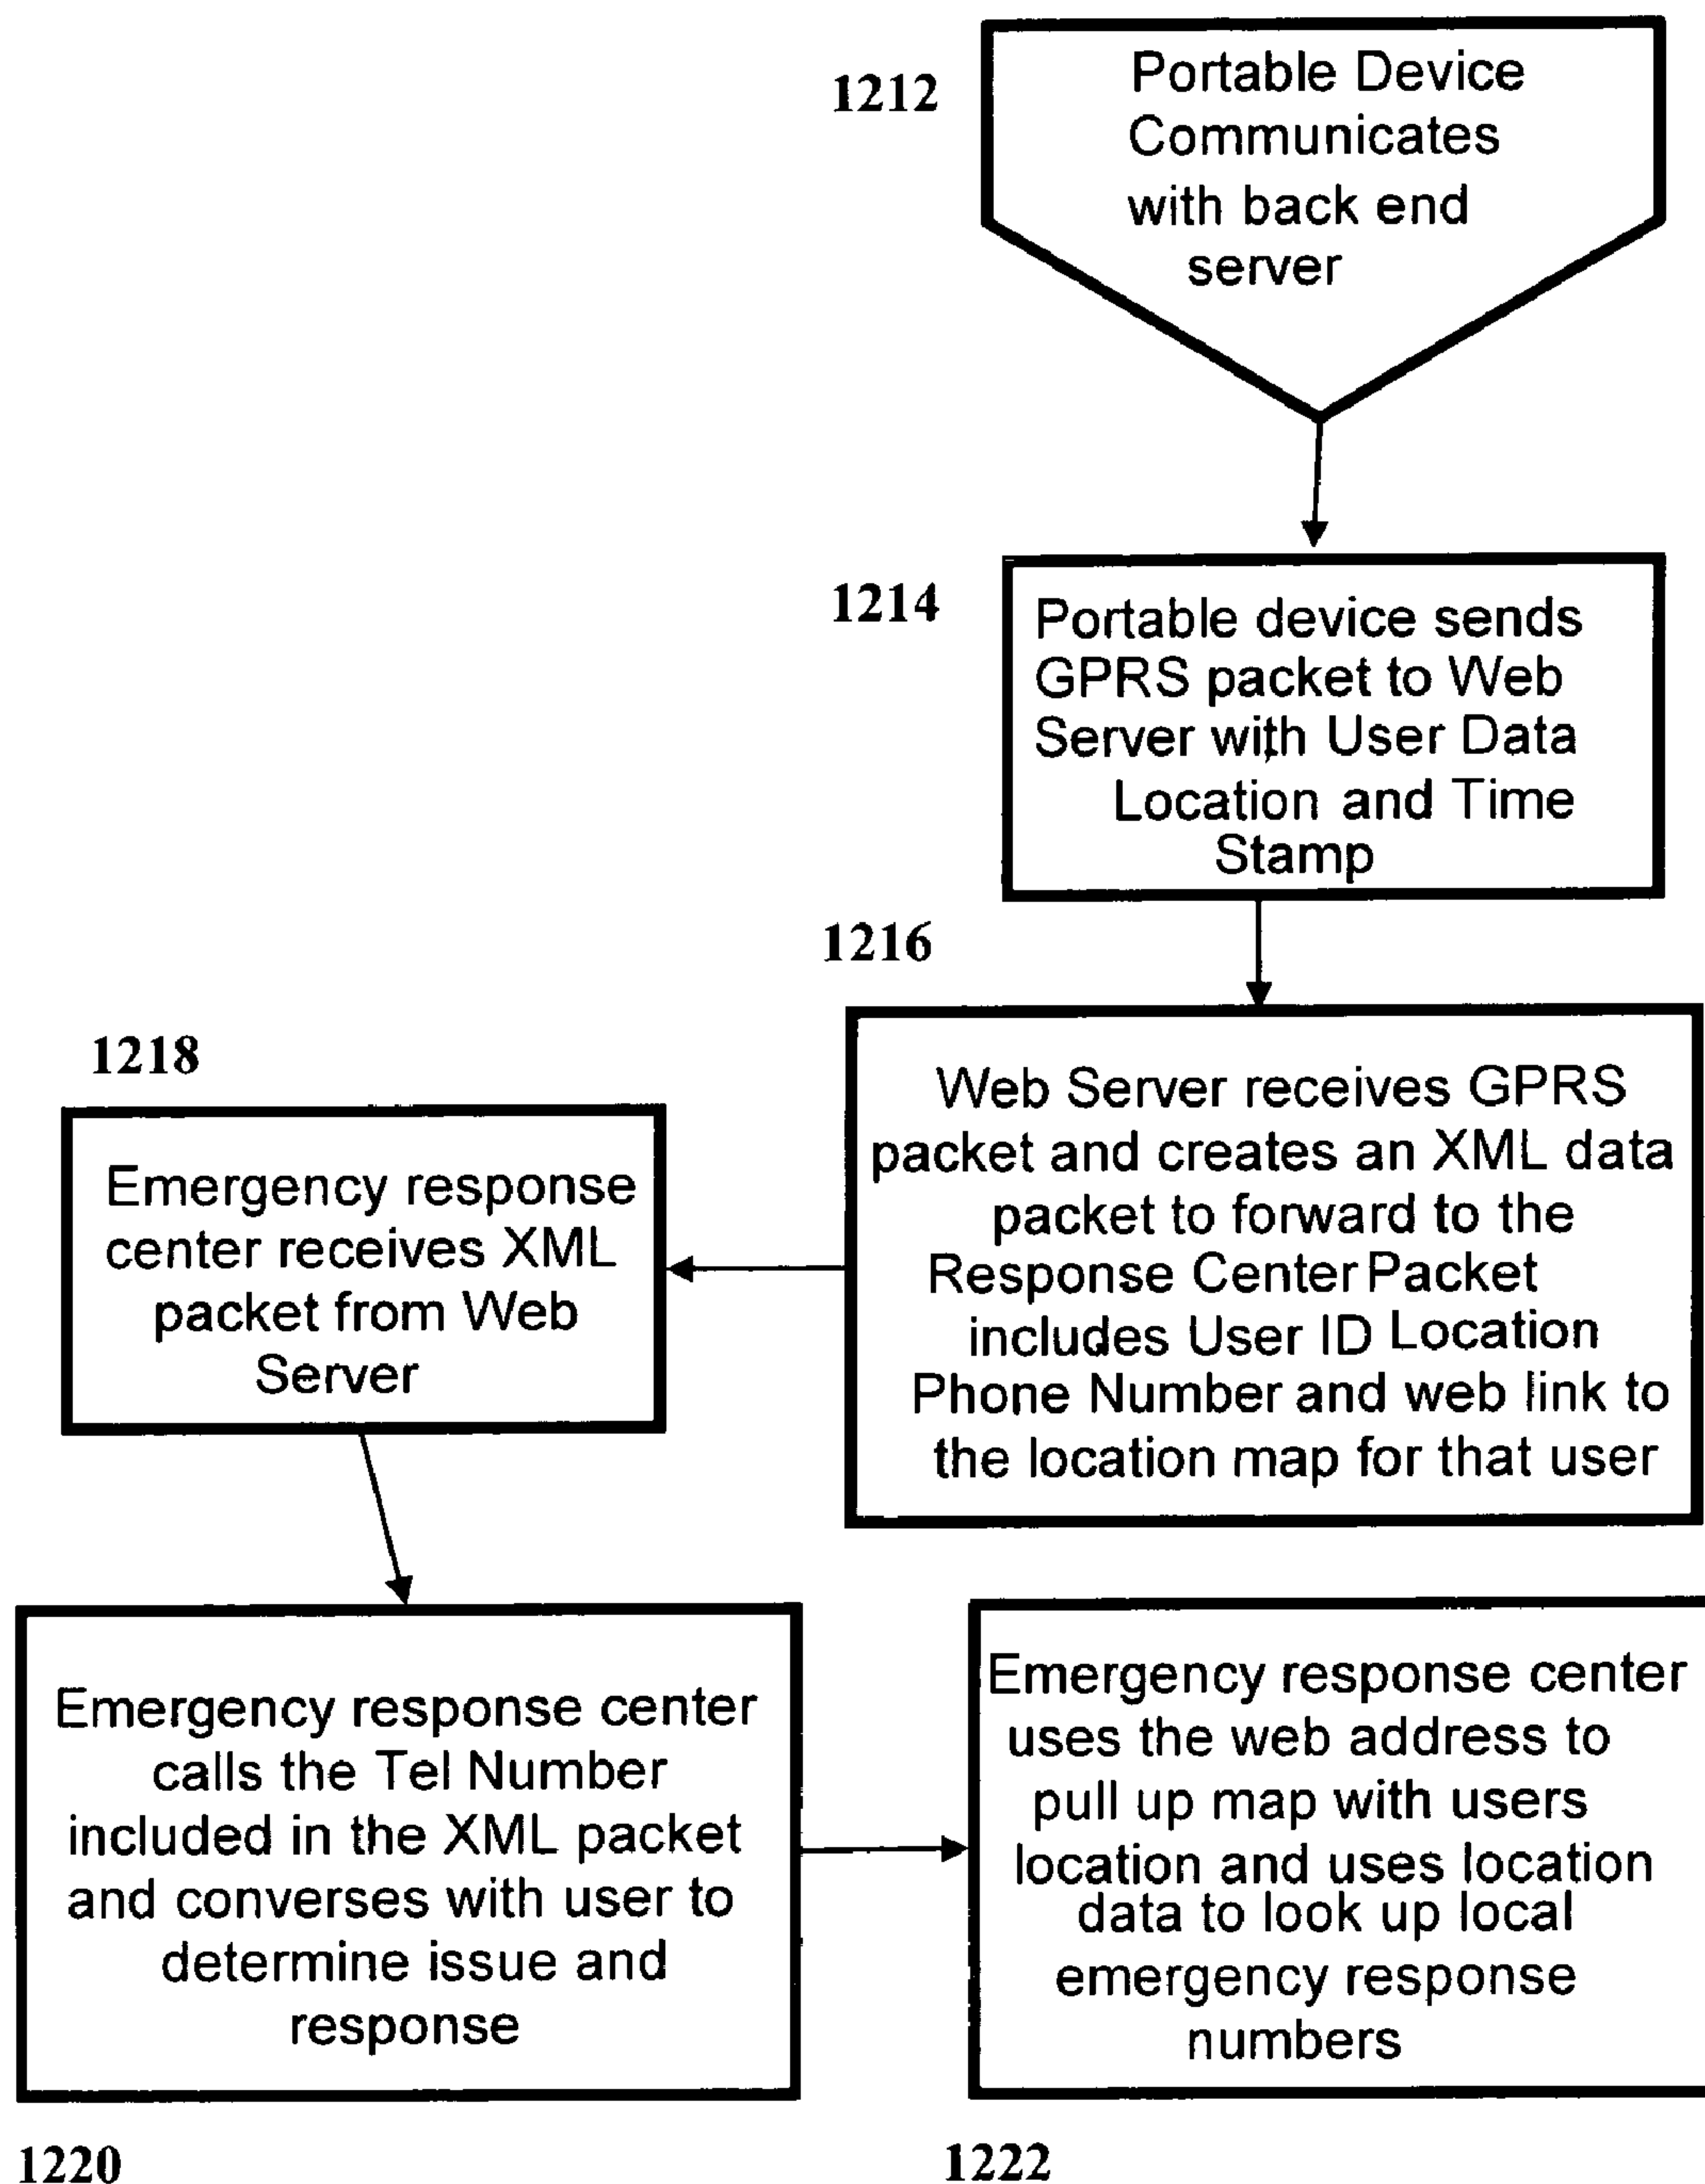 1212
Portable Device
Communicates
with back end
server
1214
Portable device sends
GPRS packet to Web
Server with User Data
Location and Time
Stamp
1216
Web Server receives GPRS
packet and creates an XML data
packet to forward to the
Response Center Packet
includes User ID Location
Phone Number and web link to
the location map for that user
1218
Emergency response
center receives XML
packet from Web
Server
Emergency response center
calls the Tel Number
included in the XML packet
and converses with user to
determine issue and
response
1220
Emergency response center
uses the web address to
pull up map with users
location and uses location
data to look up local
emergency response
numbers
1222